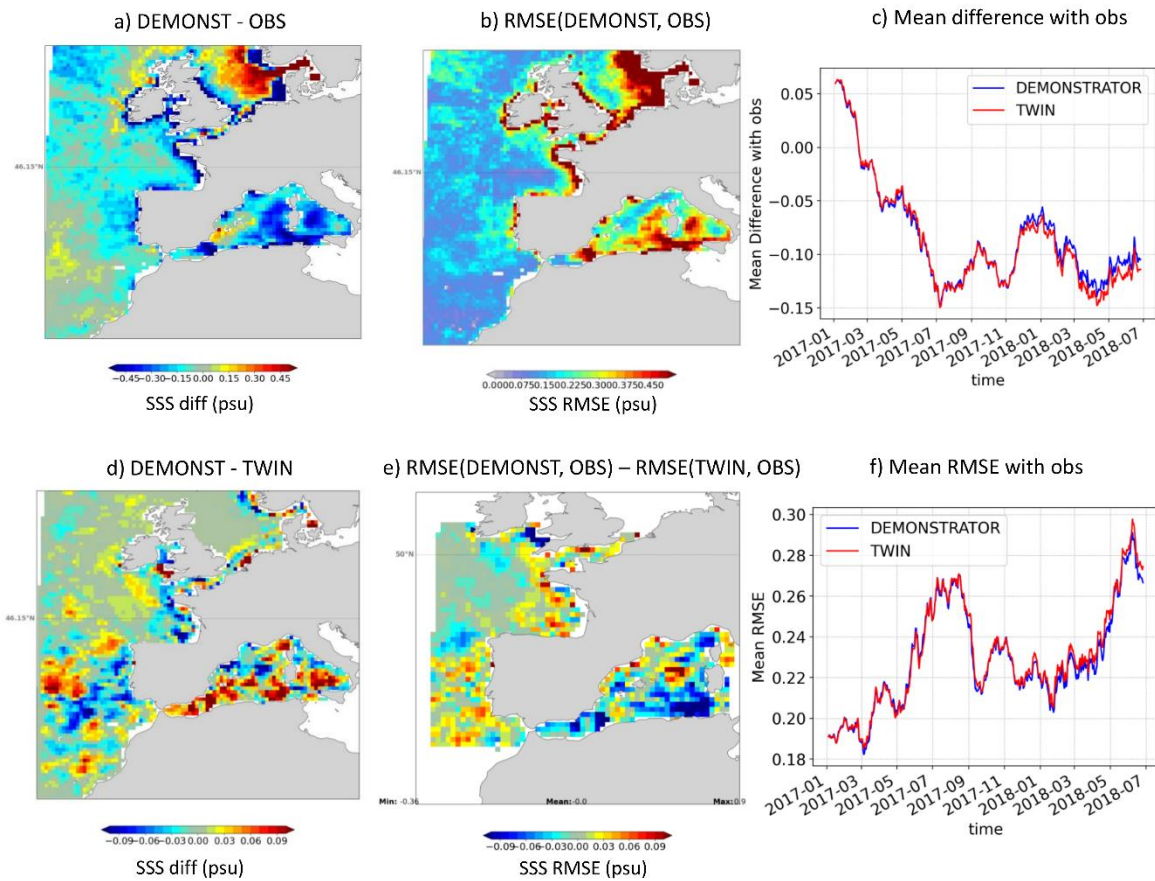 a) DEMONST - OBS
b) RMSE(DEMONST, OBS)
c) Mean difference with obs
46.15°N
−0.45−0.30−0.15 0.00 0.15 0.30 0.45
SSS diff (psu)
46.15°N
0.0000.0750.1500.2250.3000.3750.450
SSS RMSE (psu)
DEMONSTRATOR
TWIN
Mean Difference with obs
0.05
0.00
−0.05
−0.10
−0.15
2017-01
2017-03
2017-05
2017-07
2017-09
2017-11
2018-01
2018-03
2018-05
2018-07
time
d) DEMONST - TWIN
e) RMSE(DEMONST, OBS) – RMSE(TWIN, OBS)
f) Mean RMSE with obs
46.15°N
−0.09−0.06−0.03 0.00 0.03 0.06 0.09
SSS diff (psu)
50°N
Min: -0.36
Mean:-0.0
Max:0.9
−0.09−0.06−0.030.00 0.03 0.06 0.09
SSS RMSE (psu)
DEMONSTRATOR
TWIN
Mean RMSE
0.30
0.28
0.26
0.24
0.22
0.20
0.18
2017-01
2017-03
2017-05
2017-07
2017-09
2017-11
2018-01
2018-03
2018-05
2018-07
time